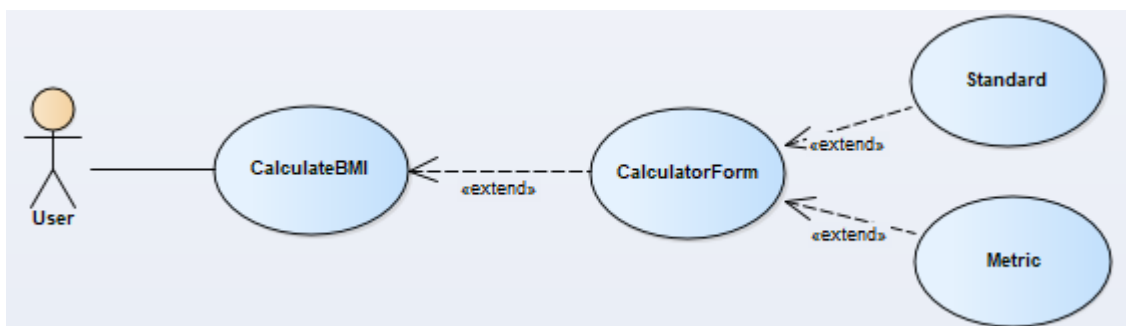 Standard
«extend»
CalculateBMI
CalculatorForm
«extend»
User
«extend»
Metric